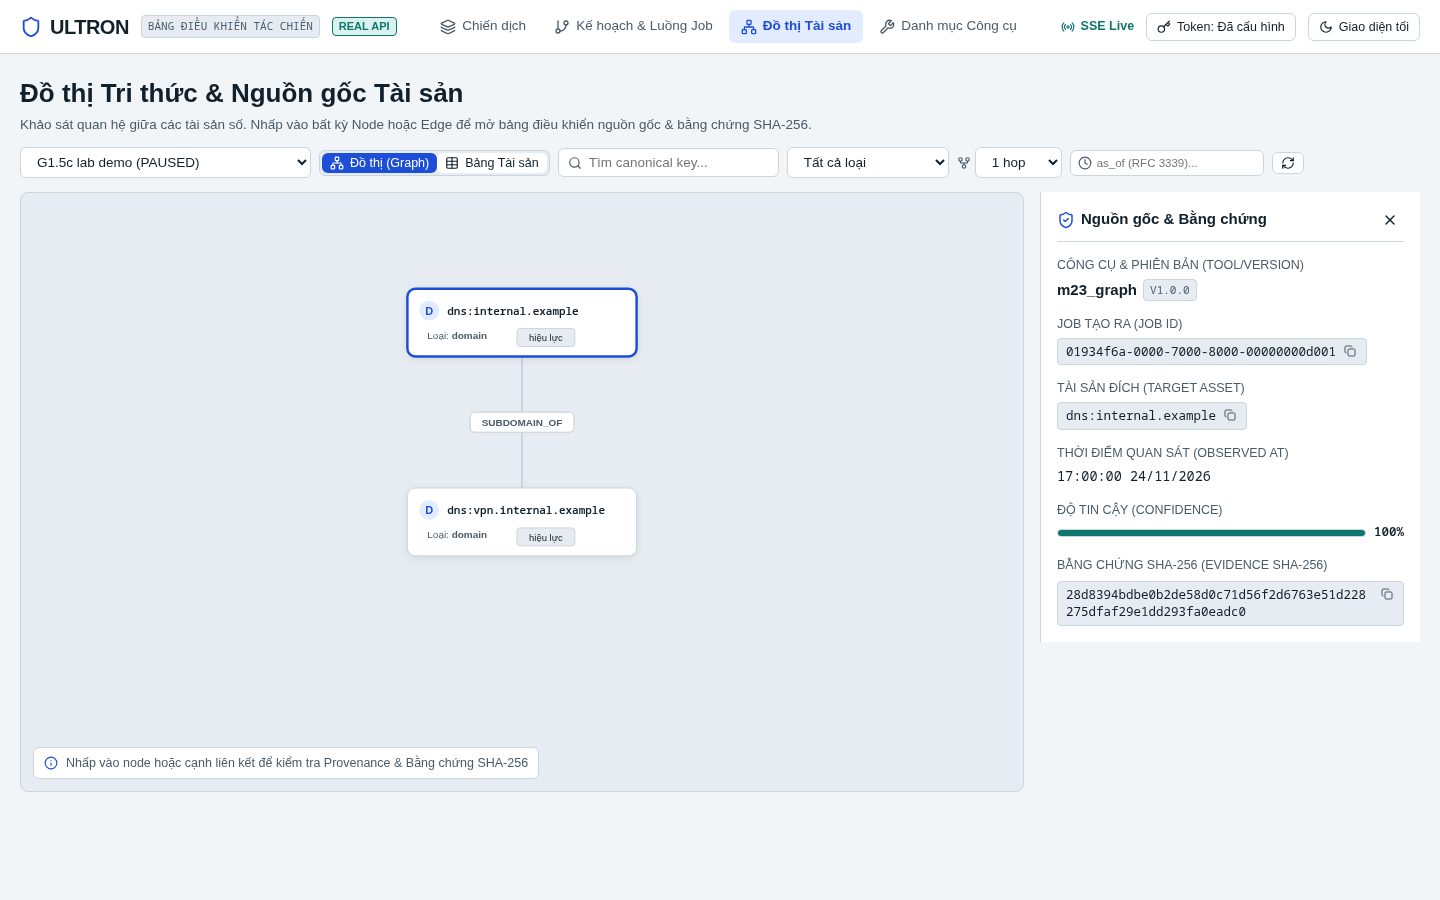 ULTRON
BẢNG ĐIỀU KHIỂN TÁC CHIẾN
REAL API
Chiến dịch
Kế hoạch & Luồng Job
Đồ thị Tài sản
Danh mục Công cụ
SSE Live
Token: Đã cấu hình
Giao diện tối
Đồ thị Tri thức & Nguồn gốc Tài sản
Khảo sát quan hệ giữa các tài sản số. Nhấp vào bất kỳ Node hoặc Edge để mở bảng điều khiển nguồn gốc & bằng chứng SHA-256.
G1.5c lab demo (PAUSED)
Đồ thị (Graph)
Bảng Tài sản
Tìm canonical key...
Tất cả loại
1 hop
as_of (RFC 3339)...
D dns:internal.example
Loại: domain
hiệu lực
SUBDOMAIN_OF
D dns:vpn.internal.example
Loại: domain
hiệu lực
Nhấp vào node hoặc cạnh liên kết để kiểm tra Provenance & Bằng chứng SHA-256
Nguồn gốc & Bằng chứng
CÔNG CỤ & PHIÊN BẢN (TOOL/VERSION)
m23_graph V1.0.0
JOB TẠO RA (JOB ID)
01934f6a-0000-7000-8000-00000000d001
TÀI SẢN ĐÍCH (TARGET ASSET)
dns:internal.example
THỜI ĐIỂM QUAN SÁT (OBSERVED AT)
17:00:00 24/11/2026
ĐỘ TIN CẬY (CONFIDENCE)
100%
BẰNG CHỨNG SHA-256 (EVIDENCE SHA-256)
28d8394bdbe0b2de58d0c71d56f2d6763e51d228
275dfaf29e1dd293fa0eadc0